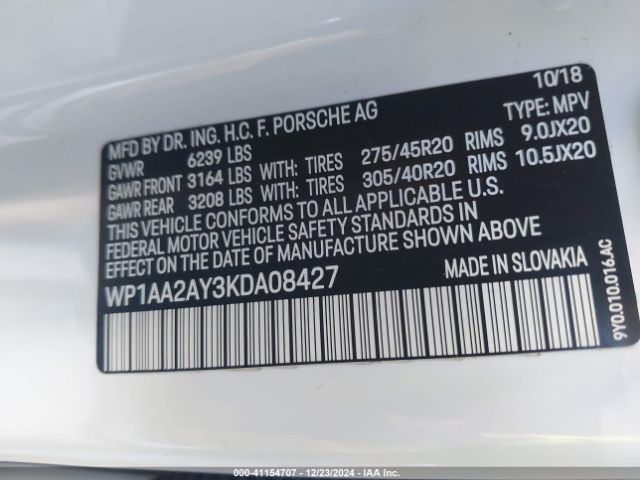 10/18
MFD BY DR. ING. H.C. F. PORSCHE AG TYPE: MPV
GVWR 6239 LBS
GAWR FRONT 3164 LBS WITH: TIRES 275/45R20 RIMS 9.0JX20
GAWR REAR 3208 LBS WITH: TIRES 305/40R20 RIMS 10.5JX20
THIS VEHICLE CONFORMS TO ALL APPLICABLE U.S.
FEDERAL MOTOR VEHICLE SAFETY STANDARDS IN
EFFECT ON THE DATE OF MANUFACTURE SHOWN ABOVE
WP1AA2AY3KDA08427 MADE IN SLOVAKIA
9Y0.010.016.AC
000-41154707 - 12/23/2024 - IAA Inc.